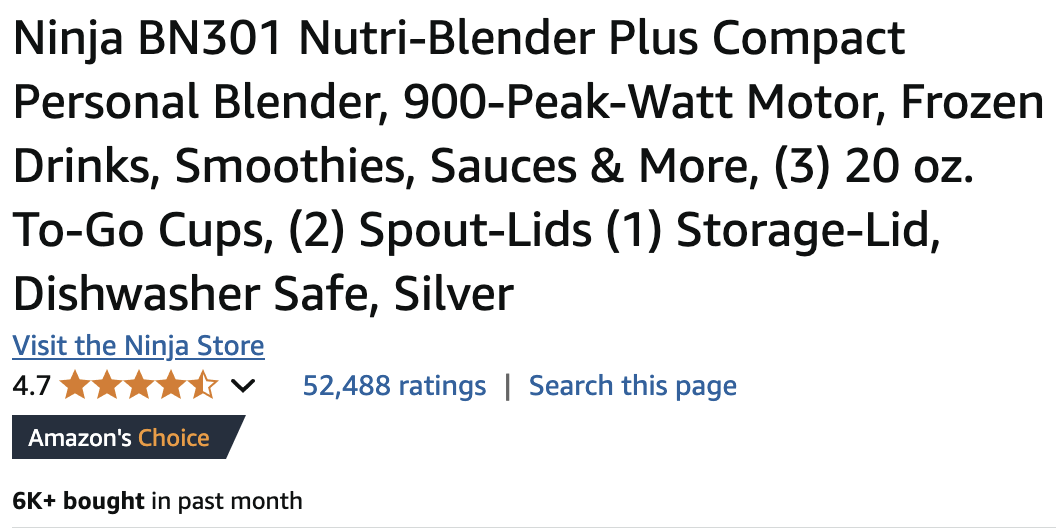 Ninja BN301 Nutri-Blender Plus Compact
Personal Blender, 900-Peak-Watt Motor, Frozen
Drinks, Smoothies, Sauces & More, (3) 20 oz.
To-Go Cups, (2) Spout-Lids (1) Storage-Lid,
Dishwasher Safe, Silver
Visit the Ninja Store
4.7 52,488 ratings | Search this page
Amazon's Choice
6K+ bought in past month